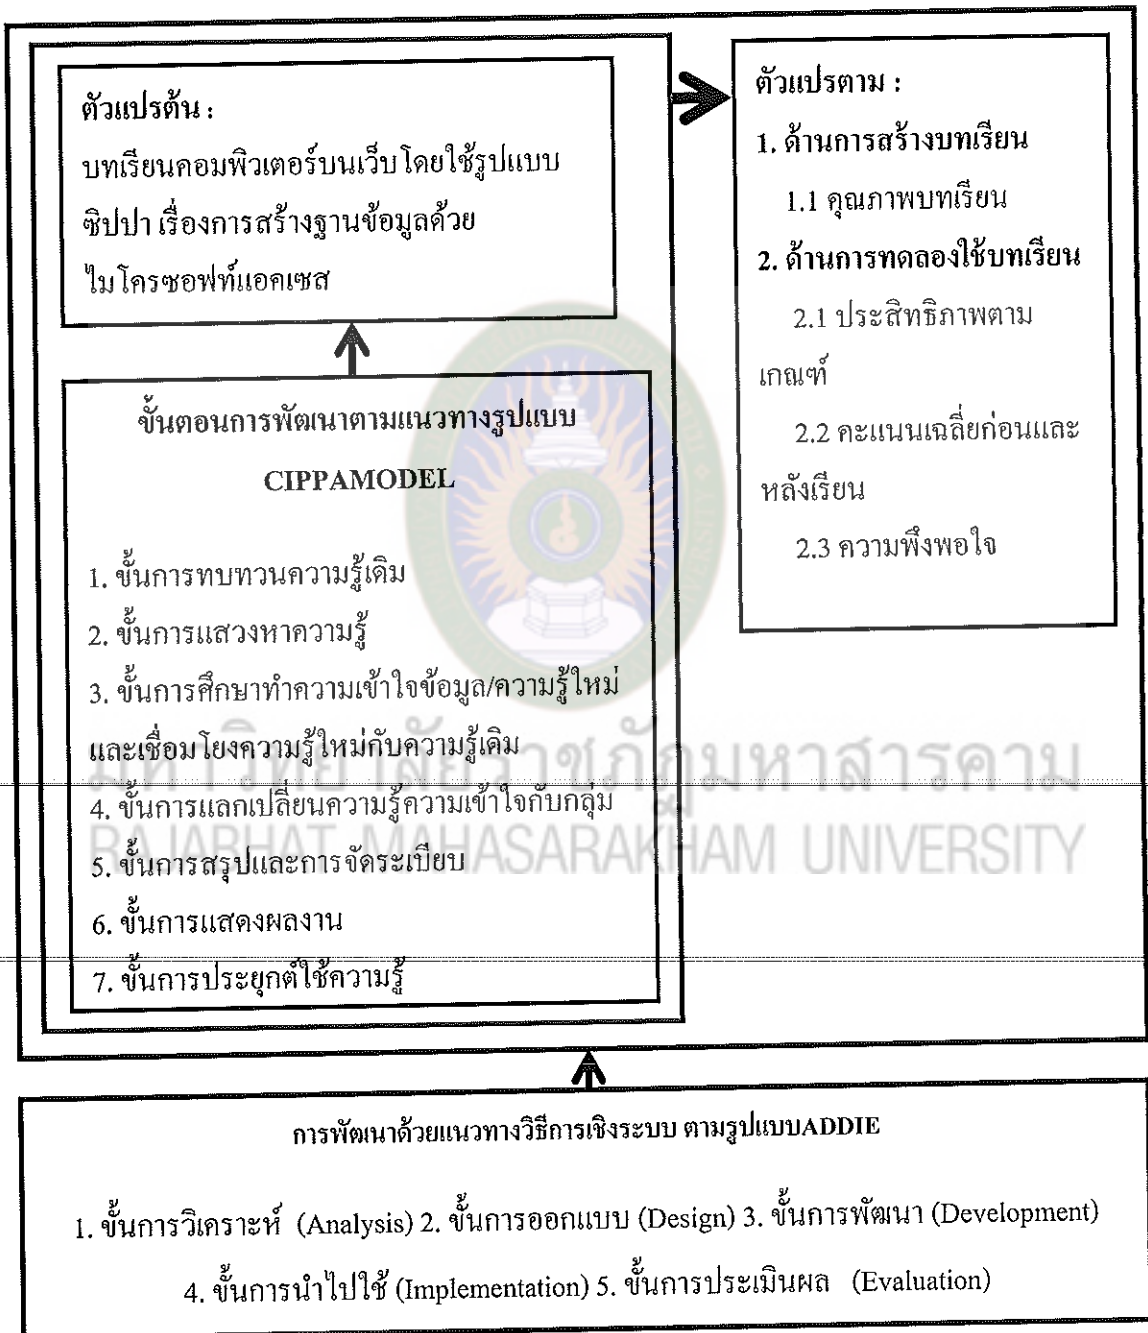 ตัวแปรต้น :
บทเรียนคอมพิวเตอร์บนเว็บโดยใช้รูปแบบ
ซิปปา เรื่องการสร้างฐานข้อมูลด้วย
ไมโครซอฟท์แอคเซส
ขั้นตอนการพัฒนาตามแนวทางรูปแบบ
CIPPAMODEL
1. ขั้นการทบทวนความรู้เดิม
2. ขั้นการแสวงหาความรู้
3. ขั้นการศึกษาทำความเข้าใจข้อมูล/ความรู้ใหม่
และเชื่อมโยงความรู้ใหม่กับความรู้เดิม
4. ขั้นการแลกเปลี่ยนความรู้ความเข้าใจกับกลุ่ม
5. ขั้นการสรุปและการจัดระเบียบ
6. ขั้นการแสดงผลงาน
7. ขั้นการประยุกต์ใช้ความรู้
ตัวแปรตาม :
1. ด้านการสร้างบทเรียน
1.1 คุณภาพบทเรียน
2. ด้านการทดลองใช้บทเรียน
2.1 ประสิทธิภาพตาม
เกณฑ์
2.2 คะแนนเฉลี่ยก่อนและ
หลังเรียน
2.3 ความพึงพอใจ
มหาวิทยาลัยราชภัฏมหาสารคาม
RAJABHAT MAHASARAKHAM UNIVERSITY
การพัฒนาด้วยแนวทางวิธีการเชิงระบบ ตามรูปแบบADDIE
1. ขั้นการวิเคราะห์ (Analysis) 2. ขั้นการออกแบบ (Design) 3. ขั้นการพัฒนา (Development)
4. ขั้นการนำไปใช้ (Implementation) 5. ขั้นการประเมินผล (Evaluation)